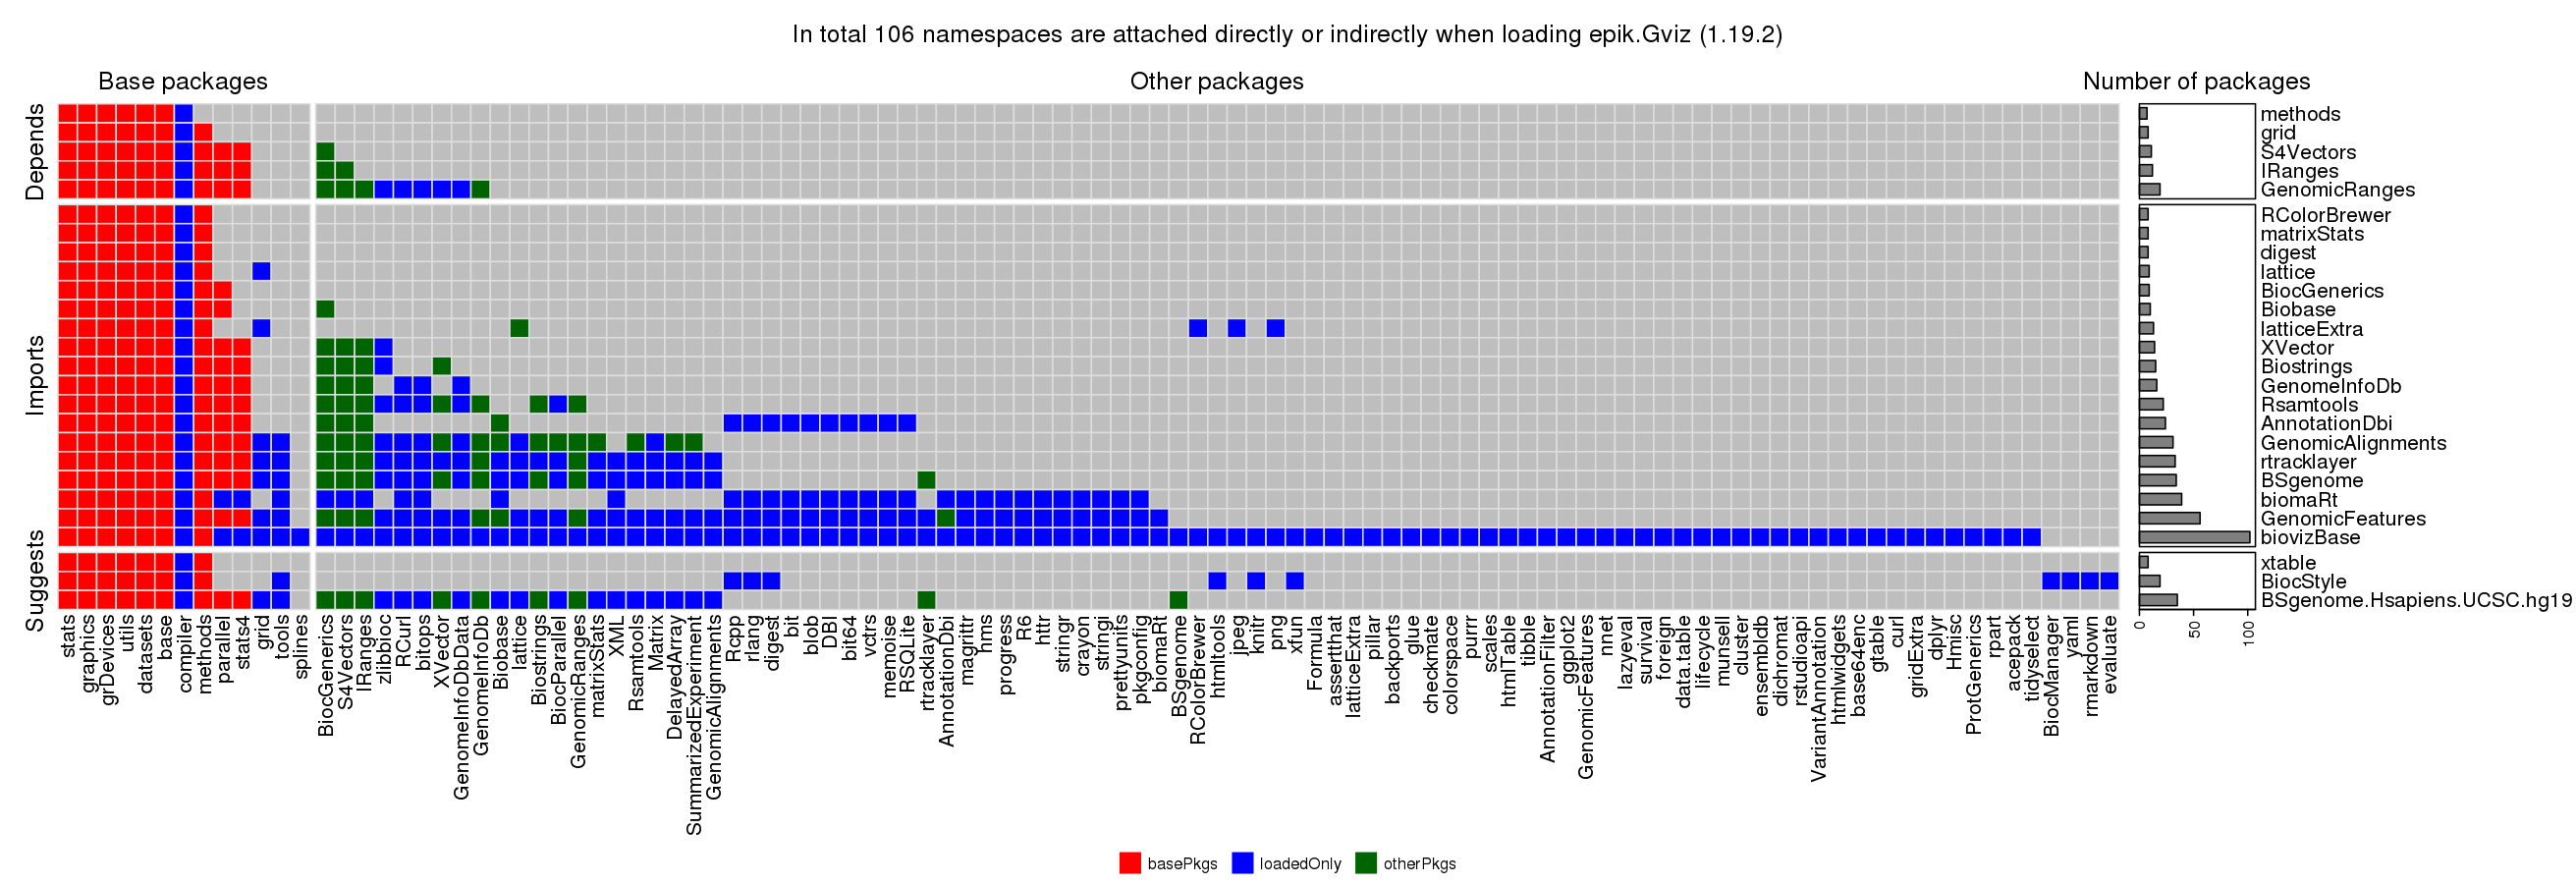 In total 106 namespaces are attached directly or indirectly when loading epik.Gviz (1.19.2)
Base packages
Other packages
Number of packages
Depends
methods
grid
S4Vectors
IRanges
GenomicRanges
Imports
RColorBrewer
matrixStats
digest
lattice
BiocGenerics
Biobase
latticeExtra
XVector
Biostrings
GenomeInfoDb
Rsamtools
AnnotationDbi
GenomicAlignments
rtracklayer
BSgenome
biomaRt
GenomicFeatures
biovizBase
Suggests
xtable
BiocStyle
BSgenome.Hsapiens.UCSC.hg19
stats
graphics
grDevices
utils
datasets
base
compiler
methods
parallel
stats4
grid
tools
splines
BiocGenerics
S4Vectors
IRanges
zlibbioc
RCurl
bitops
XVector
GenomeInfoDbData
GenomeInfoDb
Biobase
lattice
Biostrings
BiocParallel
GenomicRanges
matrixStats
XML
Rsamtools
Matrix
DelayedArray
SummarizedExperiment
GenomicAlignments
Rcpp
rlang
digest
bit
blob
DBI
bit64
vctrs
memoise
RSQLite
rtracklayer
AnnotationDbi
magrittr
hms
progress
R6
httr
stringr
crayon
stringi
prettyunits
pkgconfig
biomaRt
BSgenome
RColorBrewer
htmltools
jpeg
knitr
png
xfun
Formula
assertthat
latticeExtra
pillar
backports
glue
checkmate
colorspace
purrr
scales
htmlTable
tibble
AnnotationFilter
ggplot2
GenomicFeatures
nnet
lazyeval
survival
foreign
data.table
lifecycle
munsell
cluster
ensembldb
dichromat
rstudioapi
VariantAnnotation
htmlwidgets
base64enc
gtable
curl
gridExtra
dplyr
Hmisc
ProtGenerics
rpart
acepack
tidyselect
BiocManager
yaml
rmarkdown
evaluate
0
50
100
basePkgs
loadedOnly
otherPkgs